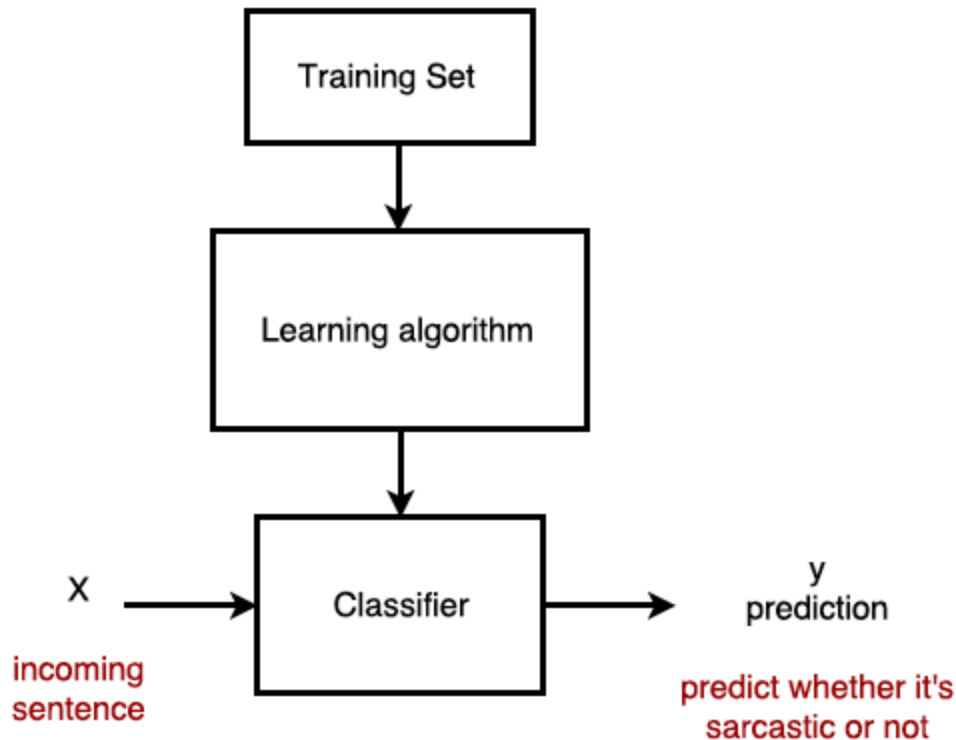 Training Set
Learning algorithm
Classifier
X
incoming
sentence
y
prediction
predict whether it's
sarcastic or not